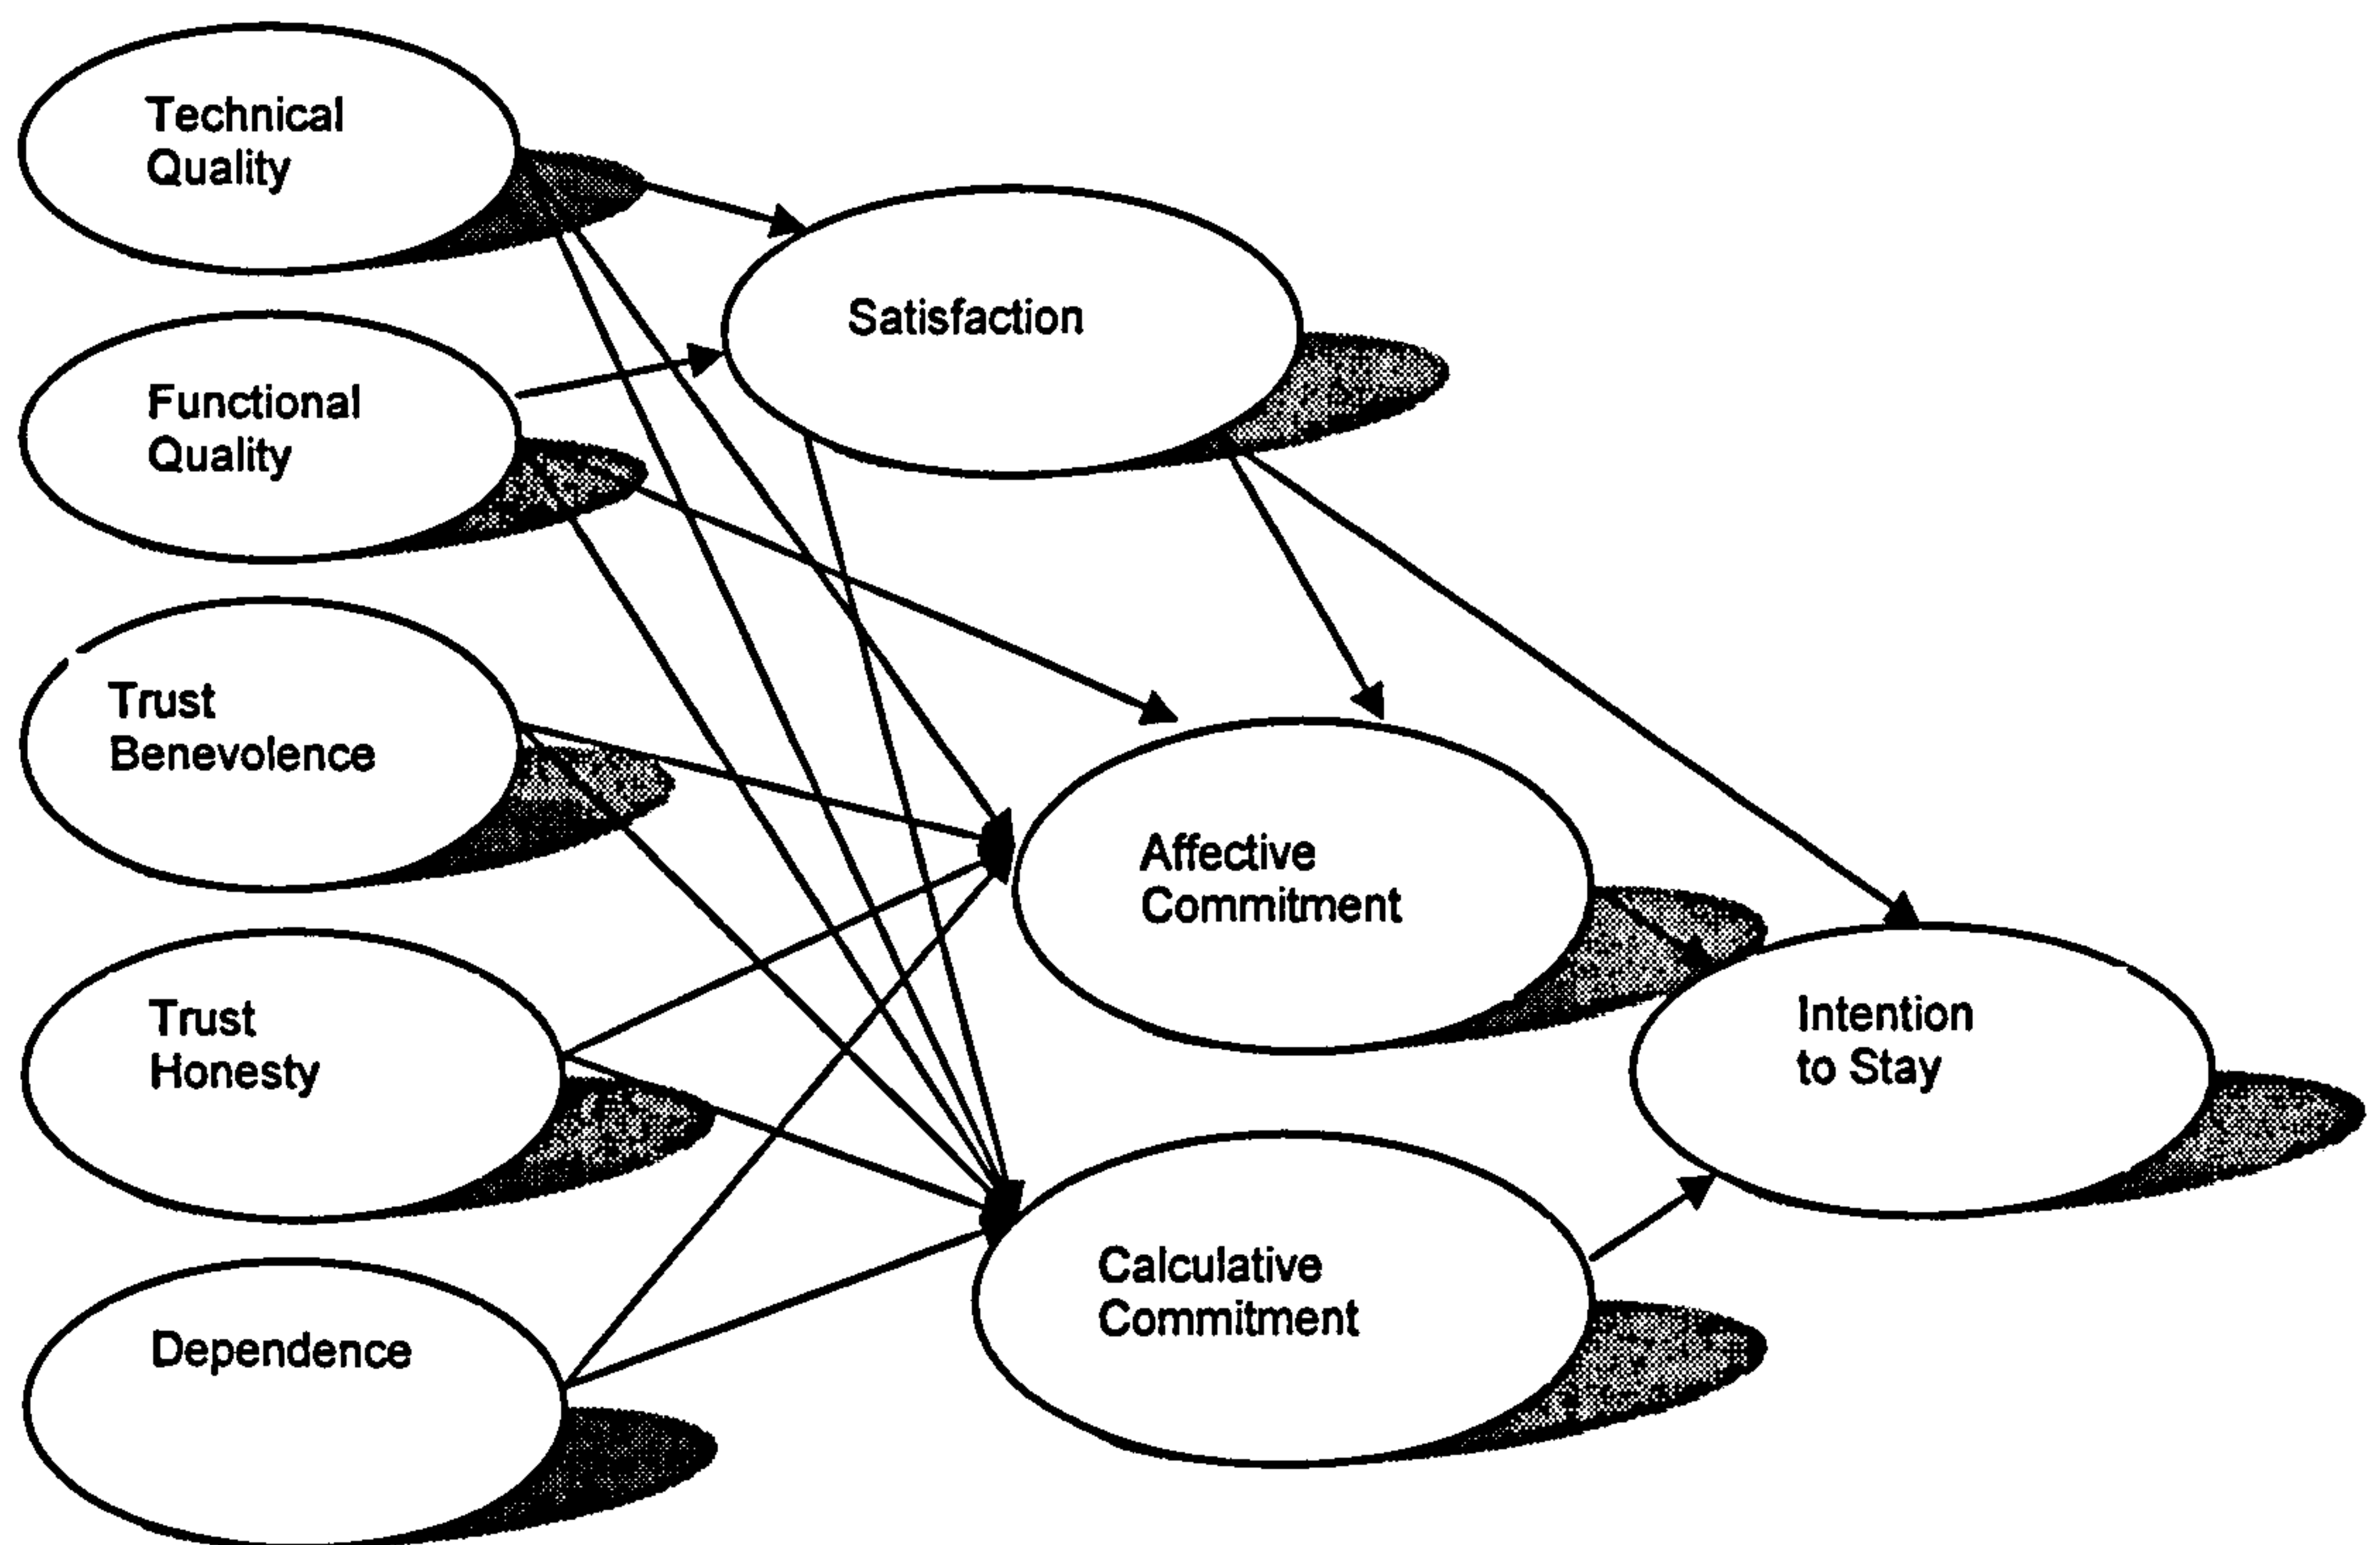 Technical
Quality
Functional
Quality
Trust
Benevolence
Trust
Honesty
Dependence
Satisfaction
Affective
Commitment
Calculative
Commitment
Intention
to Stay